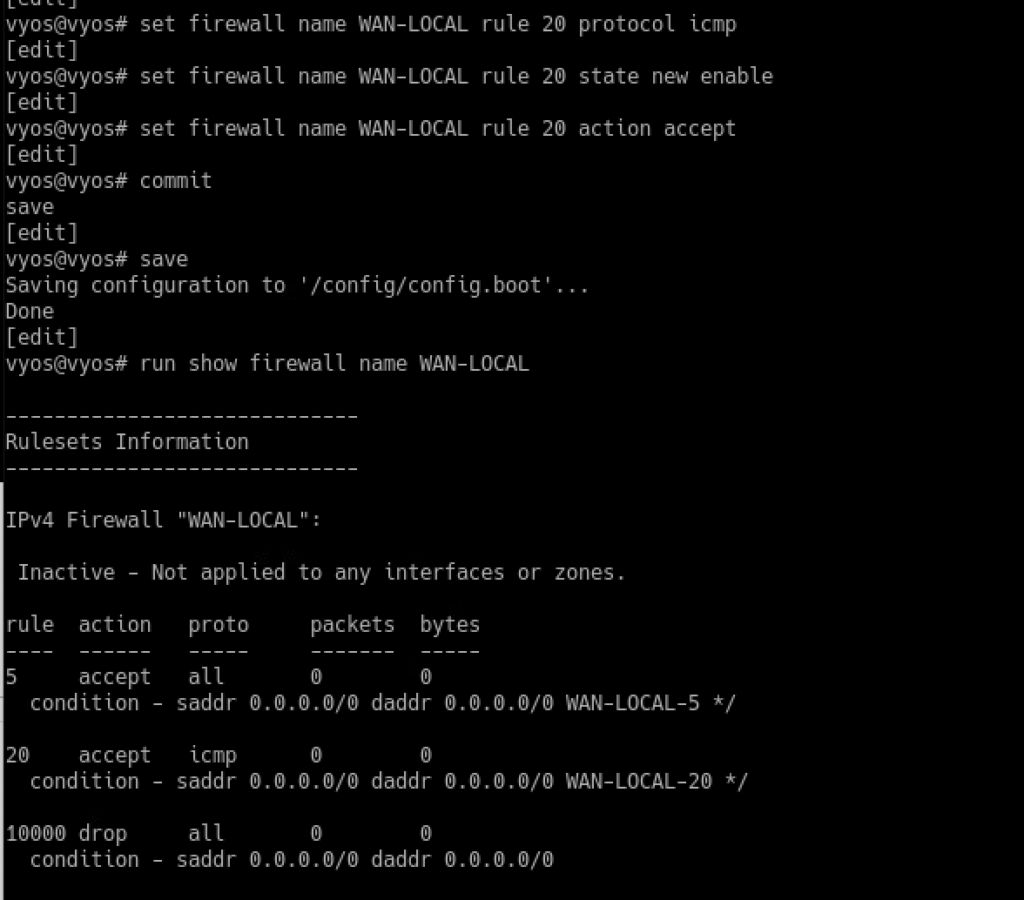 [edit]
vyos@vyos# set firewall name WAN-LOCAL rule 20 protocol icmp
[edit]
vyos@vyos# set firewall name WAN-LOCAL rule 20 state new enable
[edit]
vyos@vyos# set firewall name WAN-LOCAL rule 20 action accept
[edit]
vyos@vyos# commit
save
[edit]
vyos@vyos# save
Saving configuration to '/config/config.boot'...
Done
[edit]
vyos@vyos# run show firewall name WAN-LOCAL
-----------------------------
Rulesets Information
-----------------------------
IPv4 Firewall "WAN-LOCAL":
Inactive - Not applied to any interfaces or zones.
rule  action   proto     packets  bytes
----  ------   -----     -------  -----
5     accept   all       0        0
  condition - saddr 0.0.0.0/0 daddr 0.0.0.0/0 WAN-LOCAL-5 */
20    accept   icmp      0        0
  condition - saddr 0.0.0.0/0 daddr 0.0.0.0/0 WAN-LOCAL-20 */
10000 drop     all       0        0
  condition - saddr 0.0.0.0/0 daddr 0.0.0.0/0